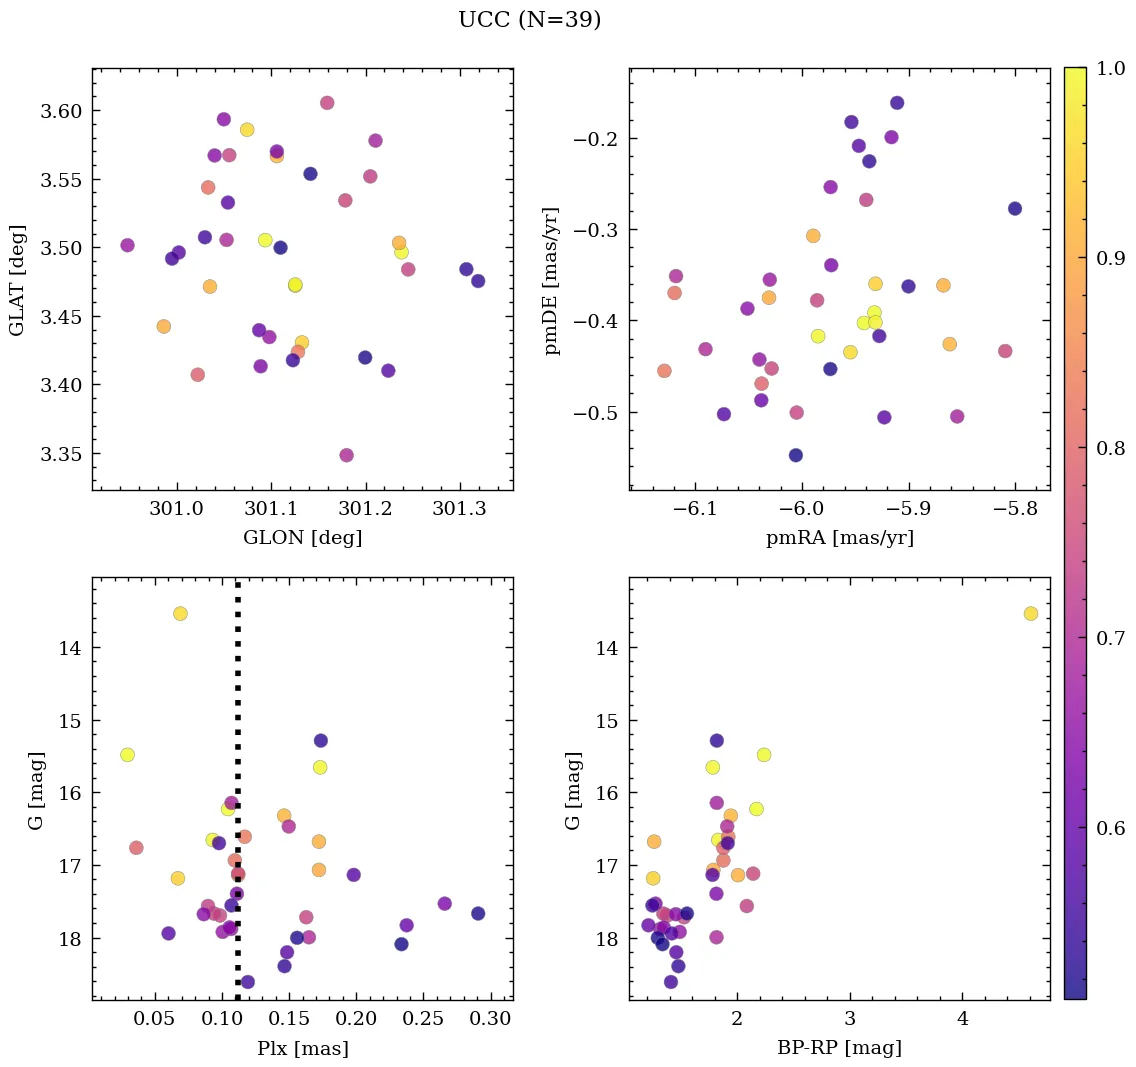 UCC (N=39)
3.60
3.55
3.50
3.45
3.40
3.35
GLAT [deg]
301.0 301.1 301.2 301.3
GLON [deg]
−0.2
−0.3
−0.4
−0.5
pmDE [mas/yr]
−6.1 −6.0 −5.9 −5.8
pmRA [mas/yr]
1.0
0.9
0.8
0.7
0.6
14
15
16
17
18
G [mag]
0.05 0.10 0.15 0.20 0.25 0.30
Plx [mas]
14
15
16
17
18
G [mag]
2 3 4
BP-RP [mag]